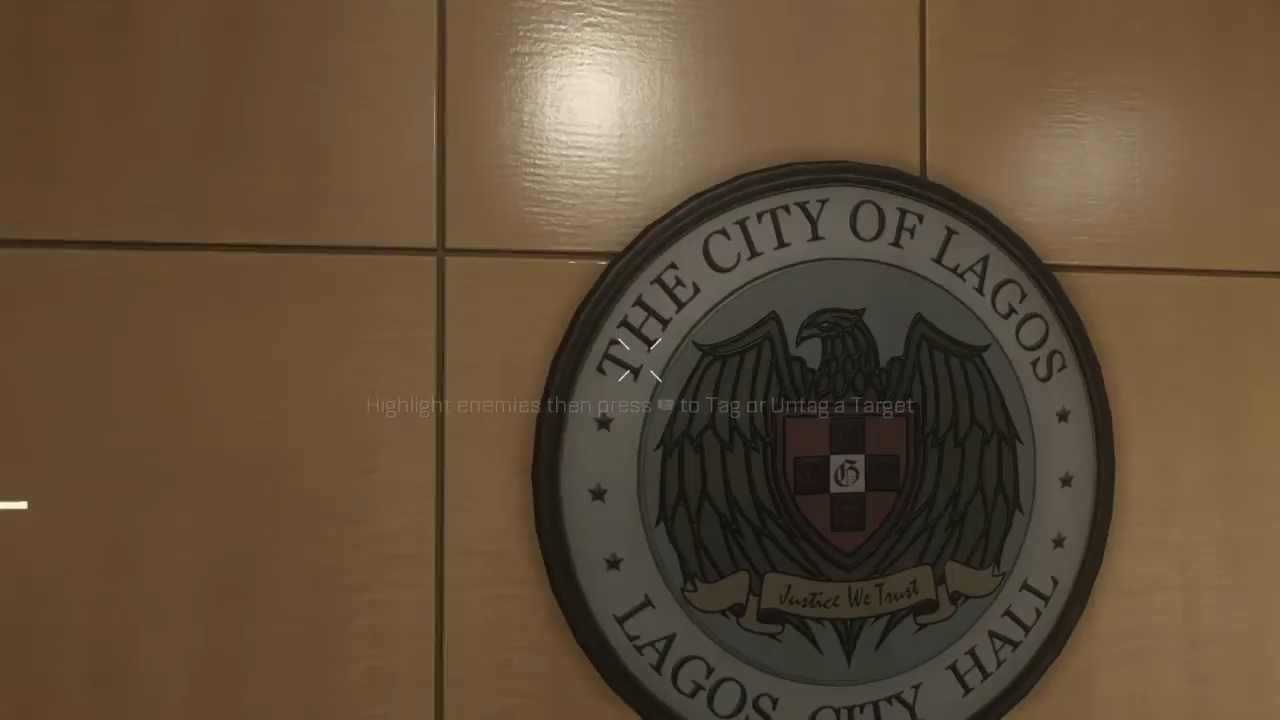 THE CITY OF LAGOS
Highlight enemies then press to Tag or Untag a Target
G
Justice We Trust
LAGOS CITY HALL